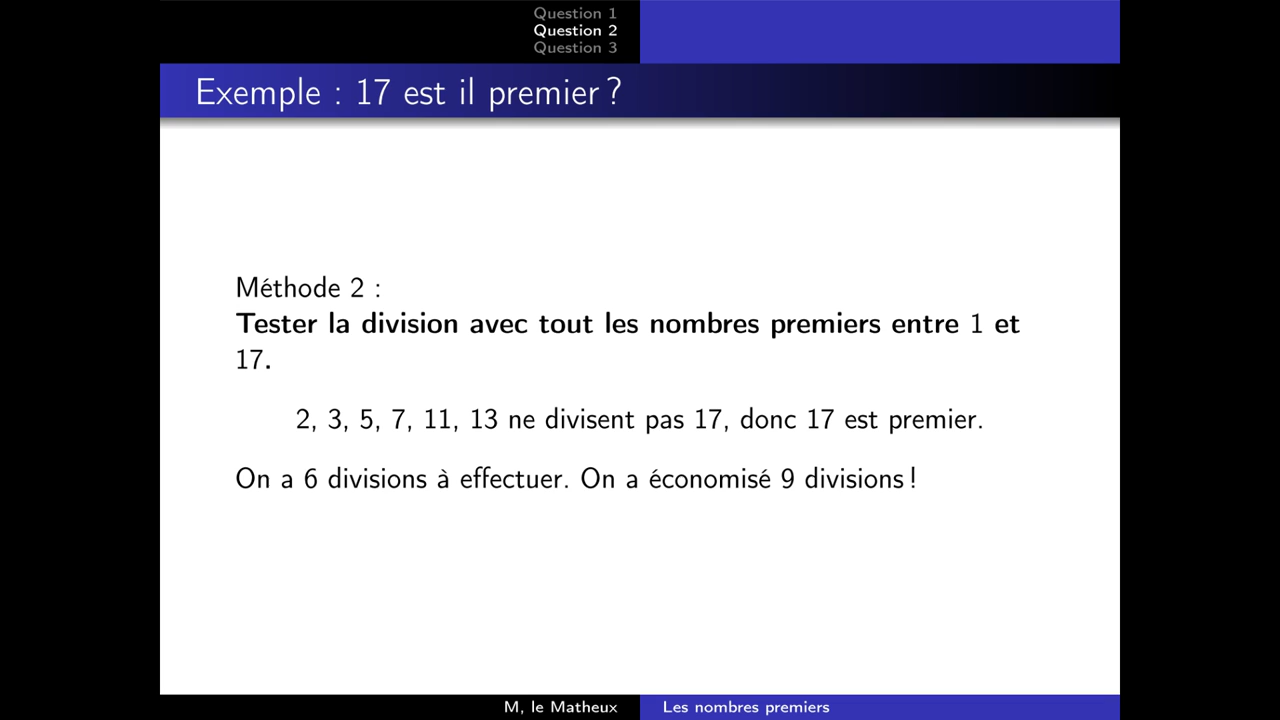 Question 1
Question 2
Question 3
Exemple : 17 est il premier ?
Méthode 2 :
Tester la division avec tout les nombres premiers entre 1 et
17.
2, 3, 5, 7, 11, 13 ne divisent pas 17, donc 17 est premier.
On a 6 divisions à effectuer. On a économisé 9 divisions !
M, le Matheux
Les nombres premiers